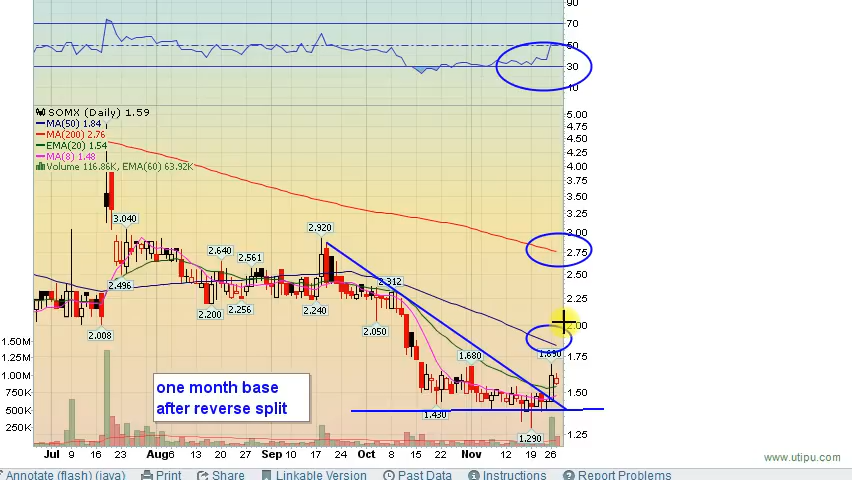 90
70
50
30
10
SOMX (Daily) 1.59
MA(50) 1.84
MA(200) 2.76
EMA(20) 1.54
MA(8) 1.48
Volume 116.86K, EMA(60) 63.92K
5.00
4.75
4.50
4.25
4.00
3.75
3.50
3.25
3.00
2.75
2.50
2.25
2.00
1.75
1.50
1.25
3.040
2.920
2.640
2.561
2.496
2.312
2.200
2.256
2.240
2.050
2.008
1.690
1.680
1.430
1.290
1.50M
1.25M
1.00M
750K
500K
250K
one month base
after reverse split
Jul 9 16 23 Aug 6 13 20 27 Sep 10 17 24 Oct 8 15 22 Nov 12 19 26
www.utipu.com
Annotate (flash) (java) Print Share Linkable Version Past Data Instructions Report Problems